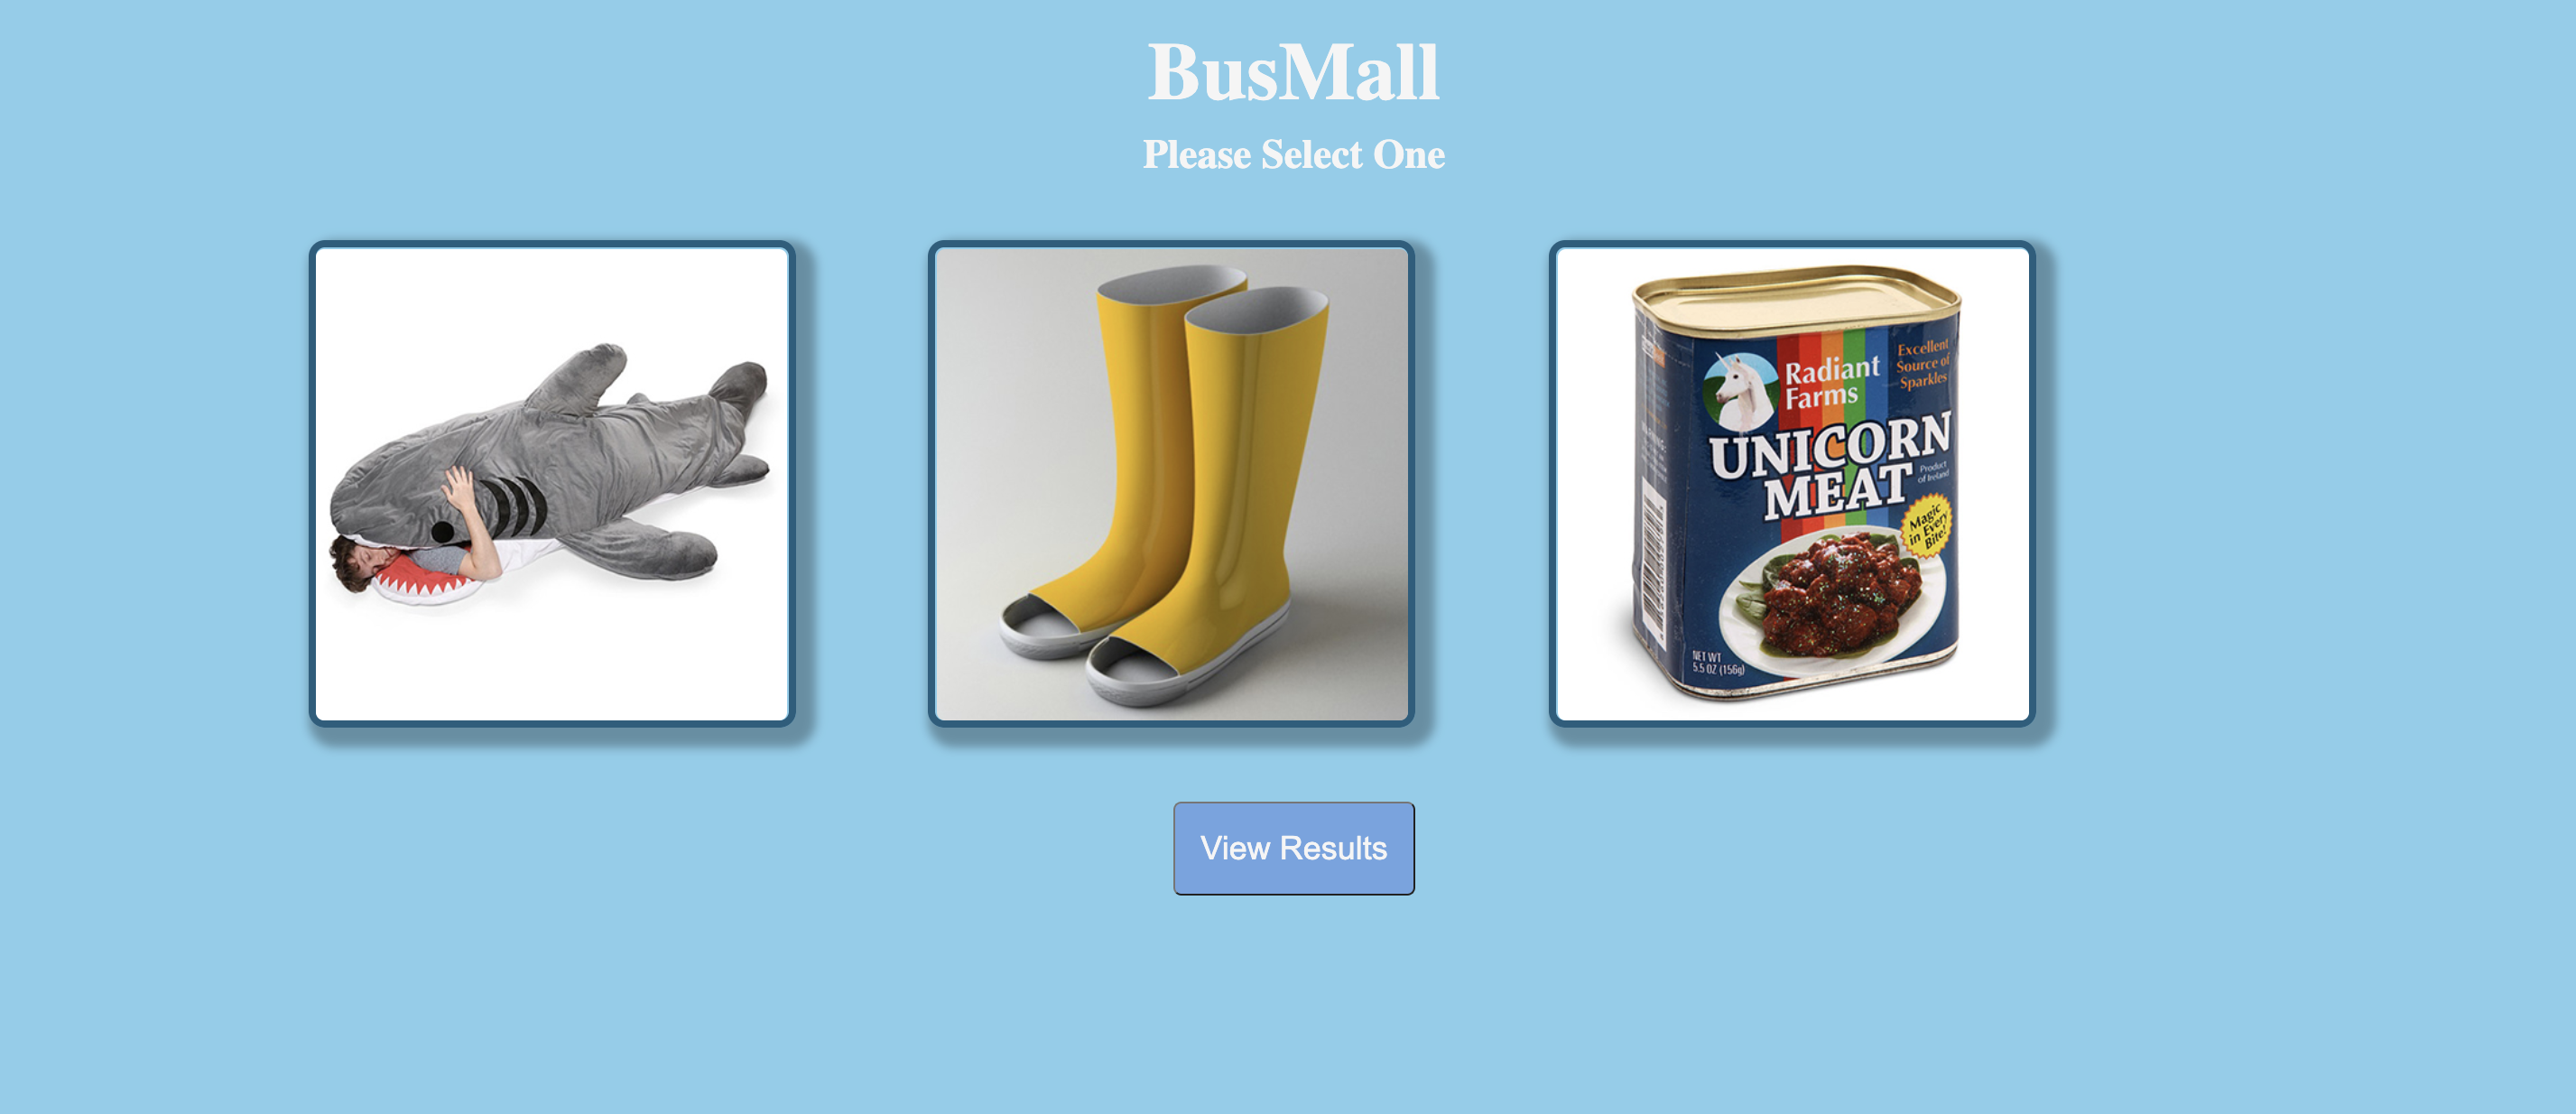 BusMall
Please Select One
Radiant
Farms
Excellent
Source of
Sparkles
UNICORN
MEAT
Product
of Ireland
Magic
in Every
Bite!
NET WT
5.5 OZ (156g)
View Results